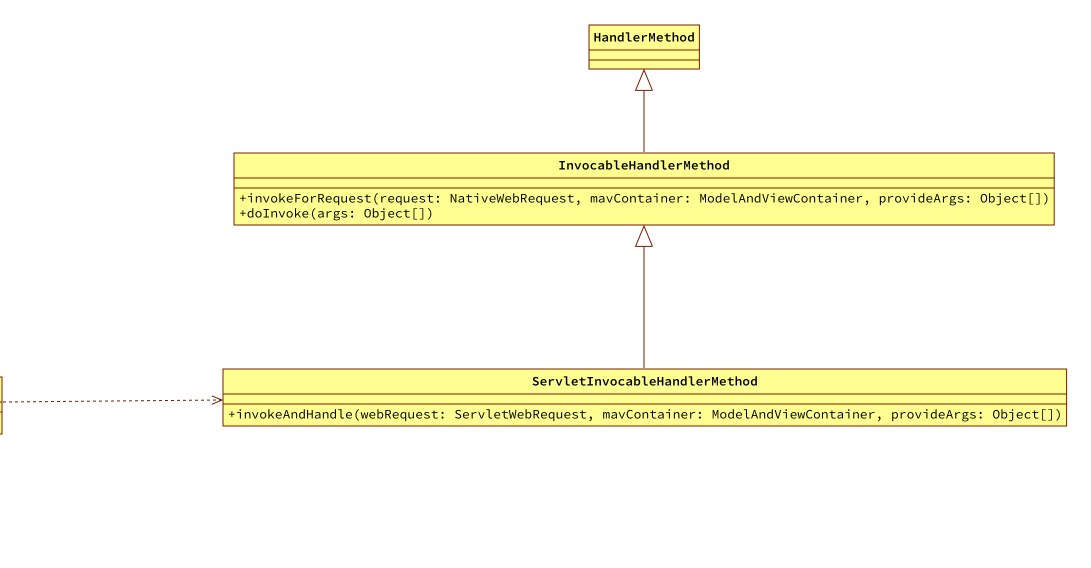 HandlerMethod
InvocableHandlerMethod
+invokeForRequest(request: NativeWebRequest, mavContainer: ModelAndViewContainer, provideArgs: Object[])
+doInvoke(args: Object[])
ServletInvocableHandlerMethod
+invokeAndHandle(webRequest: ServletWebRequest, mavContainer: ModelAndViewContainer, provideArgs: Object[])